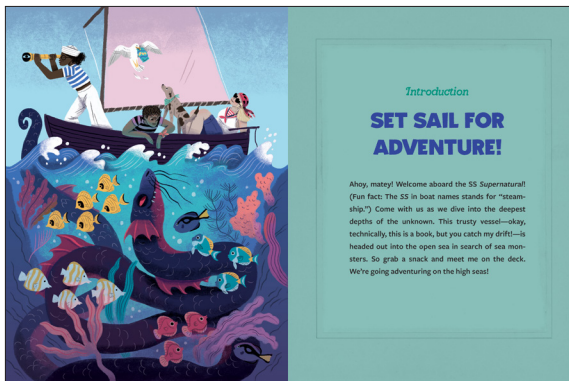 Introduction
SET SAIL FOR
ADVENTURE!
Ahoy, matey! Welcome aboard the SS Supernatural!
(Fun fact: The SS in boat names stands for “steam-
ship.”) Come with us as we dive into the deepest
depths of the unknown. This trusty vessel—okay,
technically, this is a book, but you catch my drift!—is
headed out into the open sea in search of sea mon-
sters. So grab a snack and meet me on the deck.
We’re going adventuring on the high seas!